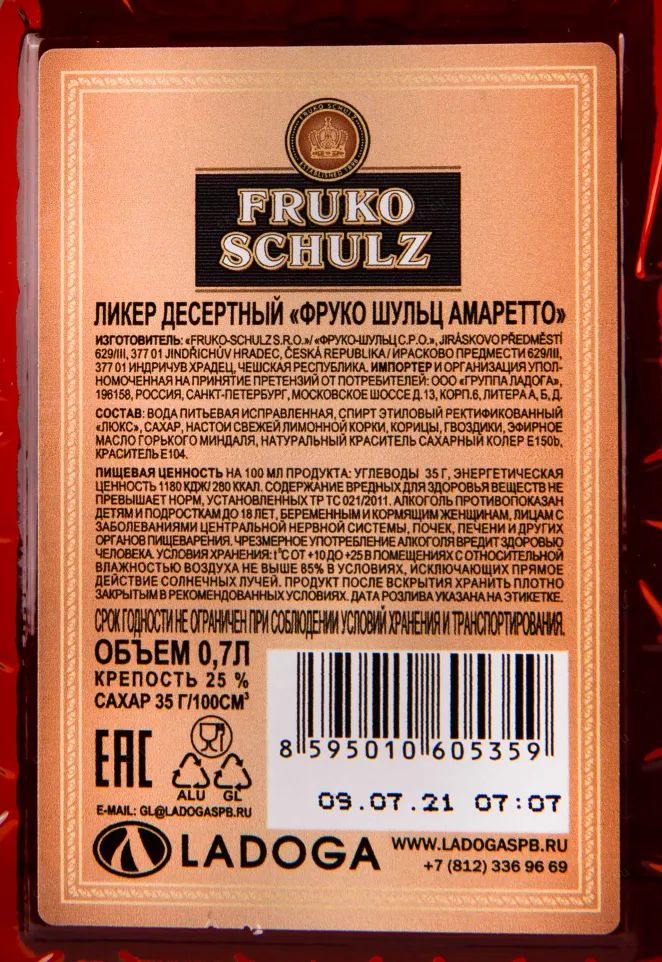 FRUKO SCHULZ
ESTABLISHED 1898
FRUKO
SCHULZ
ЛИКЕР ДЕСЕРТНЫЙ «ФРУКО ШУЛЬЦ АМАРЕТТО»
ИЗГОТОВИТЕЛЬ: «FRUKO-SCHULZ S.R.O.»/ «ФРУКО-ШУЛЬЦ С.Р.О.», JIRÁSKOVO PŘEDMĚSTÍ
629/III, 377 01 JINDŘICHŮV HRADEC, ČESKÁ REPUBLIKA / ИРАСКОВО ПРЕДМЕСТИ 629/III,
377 01 ИНДРИЧУВ ХРАДЕЦ, ЧЕШСКАЯ РЕСПУБЛИКА. ИМПОРТЕР И ОРГАНИЗАЦИЯ УПОЛ-
НОМОЧЕННАЯ НА ПРИНЯТИЕ ПРЕТЕНЗИЙ ОТ ПОТРЕБИТЕЛЕЙ: ООО «ГРУППА ЛАДОГА»,
196158, РОССИЯ, САНКТ-ПЕТЕРБУРГ, МОСКОВСКОЕ ШОССЕ Д.13, КОРП.6, ЛИТЕРА А, Б, Д.
СОСТАВ: ВОДА ПИТЬЕВАЯ ИСПРАВЛЕННАЯ, СПИРТ ЭТИЛОВЫЙ РЕКТИФИКОВАННЫЙ
«ЛЮКС», САХАР, НАСТОИ СВЕЖЕЙ ЛИМОННОЙ КОРКИ, КОРИЦЫ, ГВОЗДИКИ, ЭФИРНОЕ
МАСЛО ГОРЬКОГО МИНДАЛЯ, НАТУРАЛЬНЫЙ КРАСИТЕЛЬ САХАРНЫЙ КОЛЕР Е150b,
КРАСИТЕЛЬ Е104.
ПИЩЕВАЯ ЦЕННОСТЬ НА 100 МЛ ПРОДУКТА: УГЛЕВОДЫ 35 Г, ЭНЕРГЕТИЧЕСКАЯ
ЦЕННОСТЬ 1180 КДЖ/ 280 ККАЛ. СОДЕРЖАНИЕ ВРЕДНЫХ ДЛЯ ЗДОРОВЬЯ ВЕЩЕСТВ НЕ
ПРЕВЫШАЕТ НОРМ, УСТАНОВЛЕННЫХ ТР ТС 021/2011. АЛКОГОЛЬ ПРОТИВОПОКАЗАН
ДЕТЯМ И ПОДРОСТКАМ ДО 18 ЛЕТ, БЕРЕМЕННЫМ И КОРМЯЩИМ ЖЕНЩИНАМ, ЛИЦАМ С
ЗАБОЛЕВАНИЯМИ ЦЕНТРАЛЬНОЙ НЕРВНОЙ СИСТЕМЫ, ПОЧЕК, ПЕЧЕНИ И ДРУГИХ
ОРГАНОВ ПИЩЕВАРЕНИЯ. ЧРЕЗМЕРНОЕ УПОТРЕБЛЕНИЕ АЛКОГОЛЯ ВРЕДИТ ЗДОРОВЬЮ
ЧЕЛОВЕКА. УСЛОВИЯ ХРАНЕНИЯ: t°С ОТ +10 ДО +25 В ПОМЕЩЕНИЯХ С ОТНОСИТЕЛЬНОЙ
ВЛАЖНОСТЬЮ ВОЗДУХА НЕ ВЫШЕ 85% В УСЛОВИЯХ, ИСКЛЮЧАЮЩИХ ПРЯМОЕ
ДЕЙСТВИЕ СОЛНЕЧНЫХ ЛУЧЕЙ. ПРОДУКТ ПОСЛЕ ВСКРЫТИЯ ХРАНИТЬ ПЛОТНО
ЗАКРЫТЫМ В РЕКОМЕНДОВАННЫХ УСЛОВИЯХ. ДАТА РОЗЛИВА УКАЗАНА НА ЭТИКЕТКЕ.
СРОК ГОДНОСТИ НЕ ОГРАНИЧЕН ПРИ СОБЛЮДЕНИИ УСЛОВИЙ ХРАНЕНИЯ И ТРАНСПОРТИРОВАНИЯ.
ОБЪЕМ 0,7Л
КРЕПОСТЬ 25 %
САХАР 35 Г/100СМ³
8 595010 605359
09.07.21 07:07
EAC
ALU GL
E-MAIL: GL@LADOGASPB.RU
LADOGA
WWW.LADOGASPB.RU
+7 (812) 336 96 69